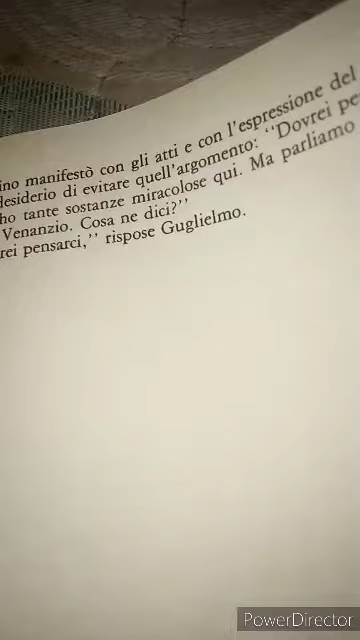 ino manifestò con gli atti e con l'espressione del
desiderio di evitare quell'argomento: "Dovrei pe
ho tante sostanze miracolose qui. Ma parliamo
Venanzio. Cosa ne dici?"
rei pensarci," rispose Guglielmo.
PowerDirector